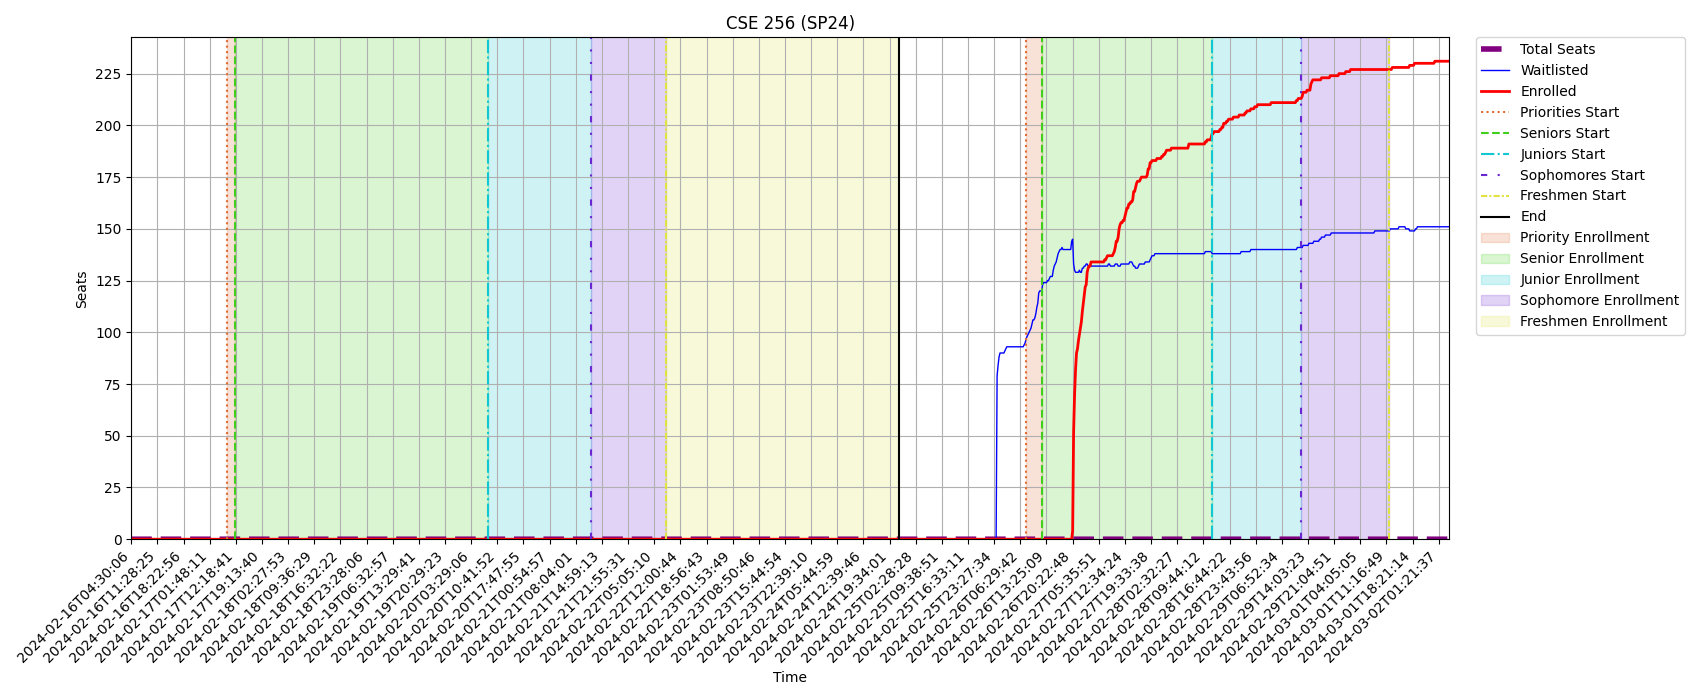 CSE 256 (SP24)
Seats
225
200
175
150
125
100
75
50
25
0
2024-02-16T04:30:06
2024-02-16T11:28:25
2024-02-16T18:22:56
2024-02-17T01:48:11
2024-02-17T12:18:41
2024-02-17T19:13:40
2024-02-18T02:27:53
2024-02-18T09:36:29
2024-02-18T16:32:22
2024-02-18T23:28:06
2024-02-19T06:32:57
2024-02-19T13:29:41
2024-02-19T20:29:23
2024-02-20T03:29:06
2024-02-20T10:41:52
2024-02-20T17:47:55
2024-02-21T00:54:57
2024-02-21T08:04:01
2024-02-21T14:59:13
2024-02-21T21:55:31
2024-02-22T05:05:10
2024-02-22T12:00:44
2024-02-22T18:56:43
2024-02-23T01:53:49
2024-02-23T08:50:46
2024-02-23T15:44:54
2024-02-23T22:39:10
2024-02-24T05:44:59
2024-02-24T12:39:46
2024-02-24T19:34:01
2024-02-25T02:28:28
2024-02-25T09:38:51
2024-02-25T16:33:11
2024-02-25T23:27:34
2024-02-26T06:29:42
2024-02-26T13:25:09
2024-02-26T20:22:48
2024-02-27T05:35:51
2024-02-27T12:34:24
2024-02-27T19:33:38
2024-02-28T02:32:27
2024-02-28T09:44:12
2024-02-28T16:44:22
2024-02-28T23:43:56
2024-02-29T06:52:34
2024-02-29T14:03:23
2024-02-29T21:04:51
2024-03-01T04:05:05
2024-03-01T11:16:49
2024-03-01T18:21:14
2024-03-02T01:21:37
Time
Total Seats
Waitlisted
Enrolled
Priorities Start
Seniors Start
Juniors Start
Sophomores Start
Freshmen Start
End
Priority Enrollment
Senior Enrollment
Junior Enrollment
Sophomore Enrollment
Freshmen Enrollment